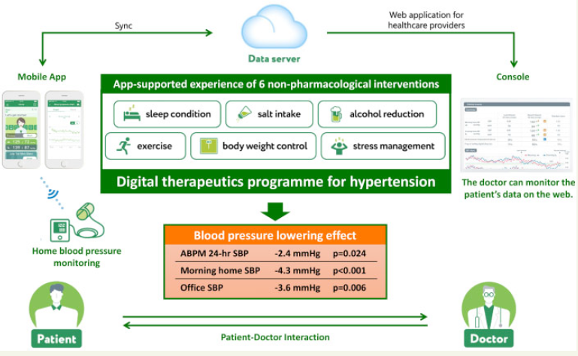 Sync
Web application for
healthcare providers
Data server
Mobile App
Console
App-supported experience of 6 non-pharmacological interventions
sleep condition
salt intake
alcohol reduction
exercise
body weight control
stress management
Digital therapeutics programme for hypertension
The doctor can monitor the
patient's data on the web.
Home blood pressure
monitoring
Blood pressure lowering effect
ABPM 24-hr SBP -2.4 mmHg p=0.024
Morning home SBP -4.3 mmHg p<0.001
Office SBP -3.6 mmHg p=0.006
Patient
Doctor
Patient-Doctor Interaction